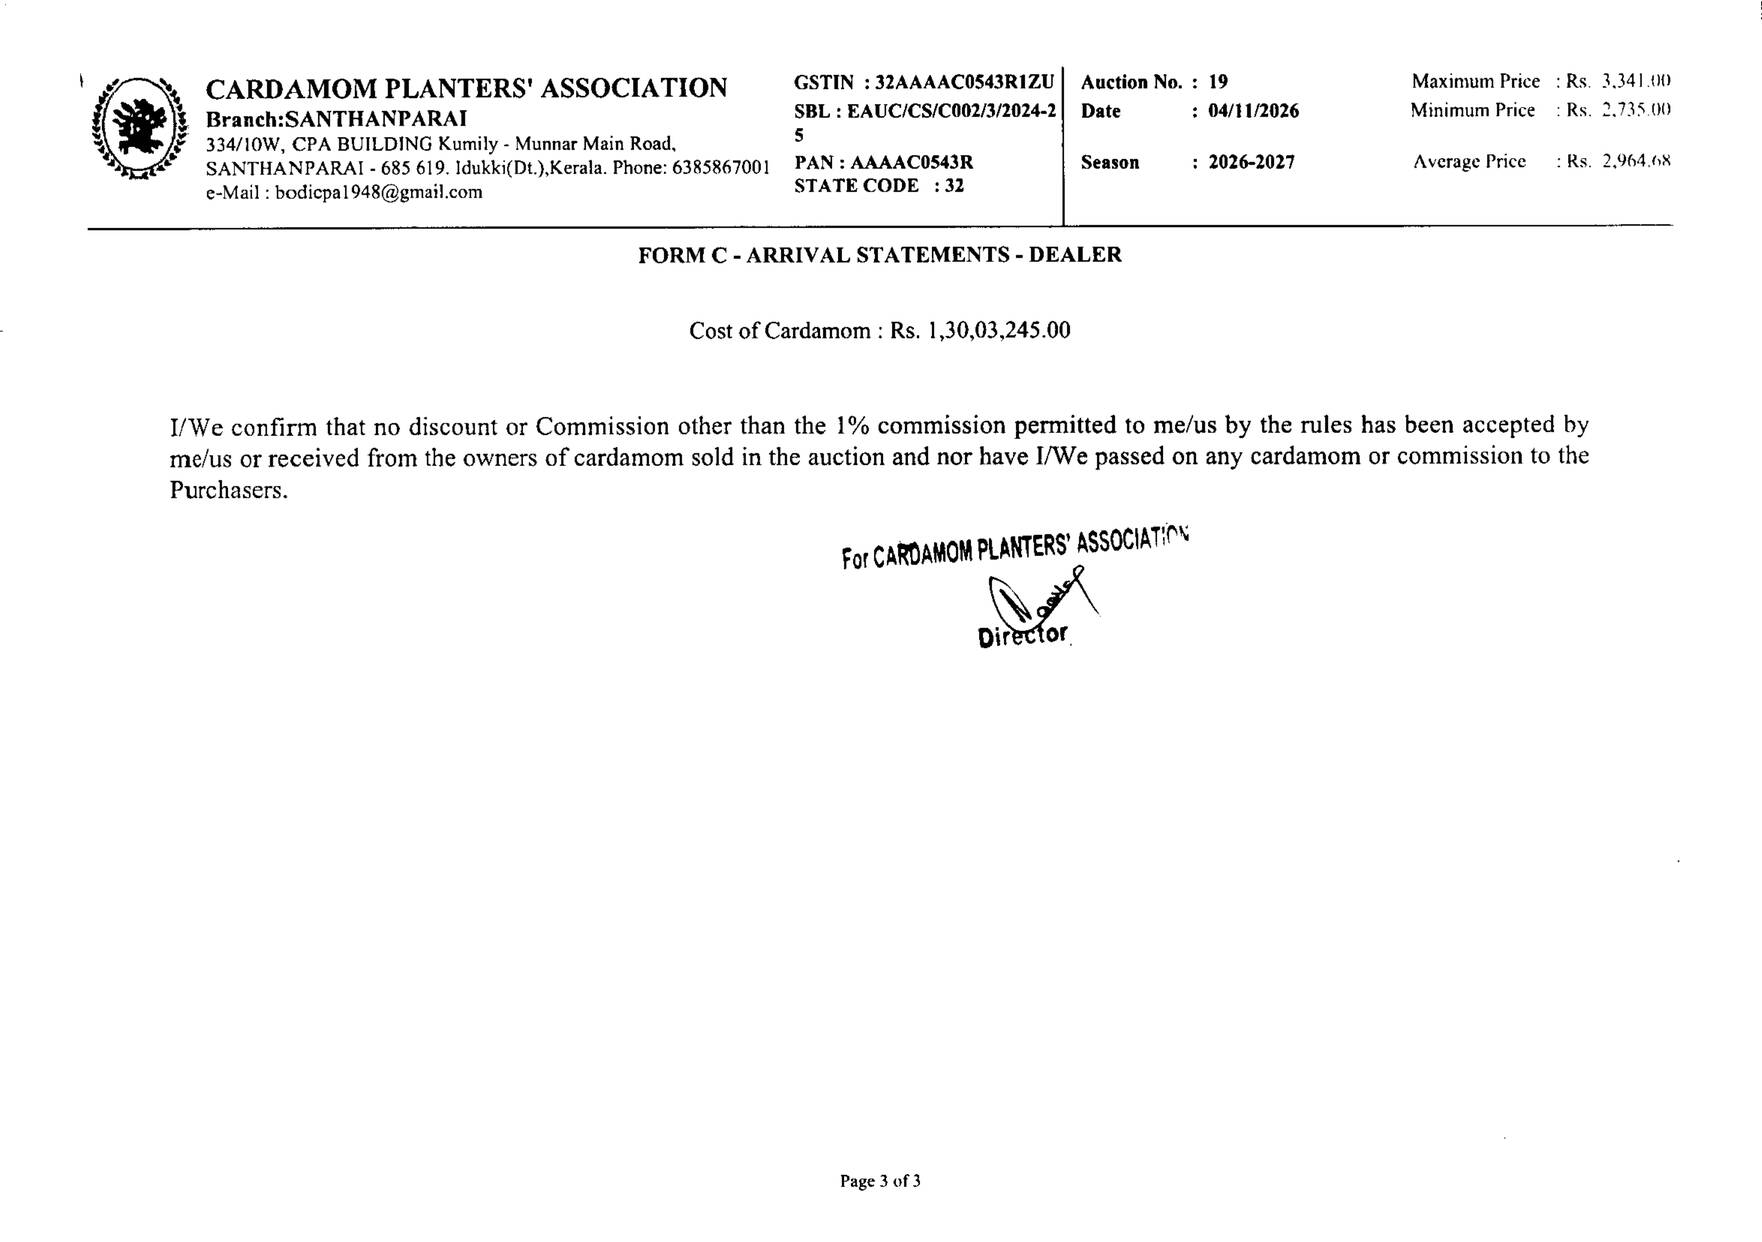 CARDAMOM PLANTERS' ASSOCIATION
Branch:SANTHANPARAI
334/10W, CPA BUILDING Kumily - Munnar Main Road,
SANTHANPARAI - 685 619. Idukki(Dt.),Kerala. Phone: 6385867001
e-Mail : bodicpa1948@gmail.com
GSTIN : 32AAAAC0543R1ZU
SBL : EAUC/CS/C002/3/2024-2
5
PAN : AAAAC0543R
STATE CODE : 32
Auction No. : 19
Date : 04/11/2026
Season : 2026-2027
Maximum Price : Rs. 3,341.00
Minimum Price : Rs. 2,735.00
Average Price : Rs. 2,964.68
FORM C - ARRIVAL STATEMENTS - DEALER
Cost of Cardamom : Rs. 1,30,03,245.00
I/We confirm that no discount or Commission other than the 1% commission permitted to me/us by the rules has been accepted by
me/us or received from the owners of cardamom sold in the auction and nor have I/We passed on any cardamom or commission to the
Purchasers.
For CARDAMOM PLANTERS' ASSOCIATION
Director
Page 3 of 3